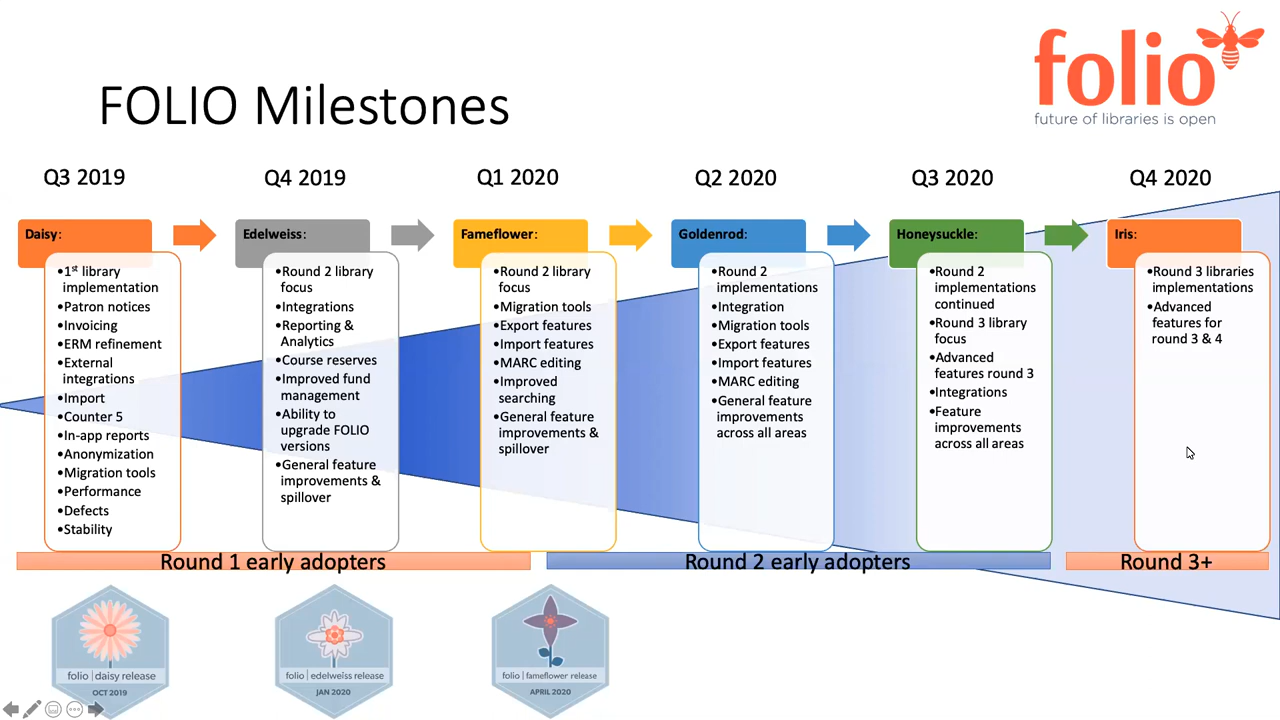 folio
future of libraries is open
FOLIO Milestones
Q3 2019
Q4 2019
Q1 2020
Q2 2020
Q3 2020
Q4 2020
Daisy:
•1st library
implementation
•Patron notices
•Invoicing
•ERM refinement
•External
integrations
•Import
•Counter 5
•In-app reports
•Anonymization
•Migration tools
•Performance
•Defects
•Stability
Edelweiss:
•Round 2 library
focus
•Integrations
•Reporting &
Analytics
•Course reserves
•Improved fund
management
•Ability to
upgrade FOLIO
versions
•General feature
improvements &
spillover
Fameflower:
•Round 2 library
focus
•Migration tools
•Export features
•Import features
•MARC editing
•Improved
searching
•General feature
improvements &
spillover
Goldenrod:
•Round 2
implementations
•Integration
•Migration tools
•Export features
•Import features
•MARC editing
•General feature
improvements
across all areas
Honeysuckle:
•Round 2
implementations
continued
•Round 3 library
focus
•Advanced
features round 3
•Integrations
•Feature
improvements
across all areas
Iris:
•Round 3 libraries
implementations
•Advanced
features for
round 3 & 4
Round 1 early adopters
Round 2 early adopters
Round 3+
folio | daisy release
OCT 2019
folio | edelweiss release
JAN 2020
folio | fameflower release
APRIL 2020